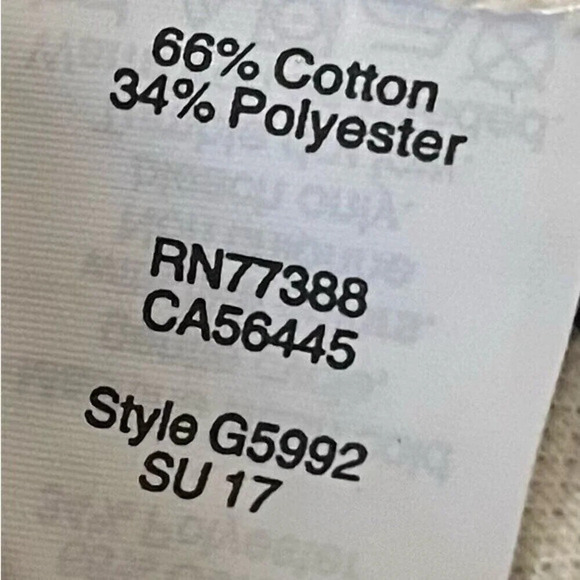 66% Cotton
34% Polyester
RN77388
CA56445
Style G5992
SU 17